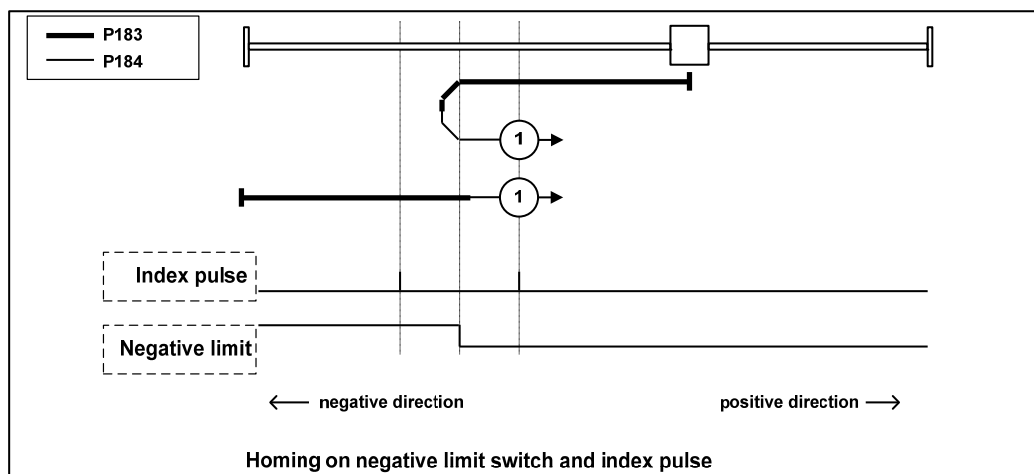 P183
P184
1
1
Index pulse
Negative limit
negative direction
positive direction
Homing on negative limit switch and index pulse